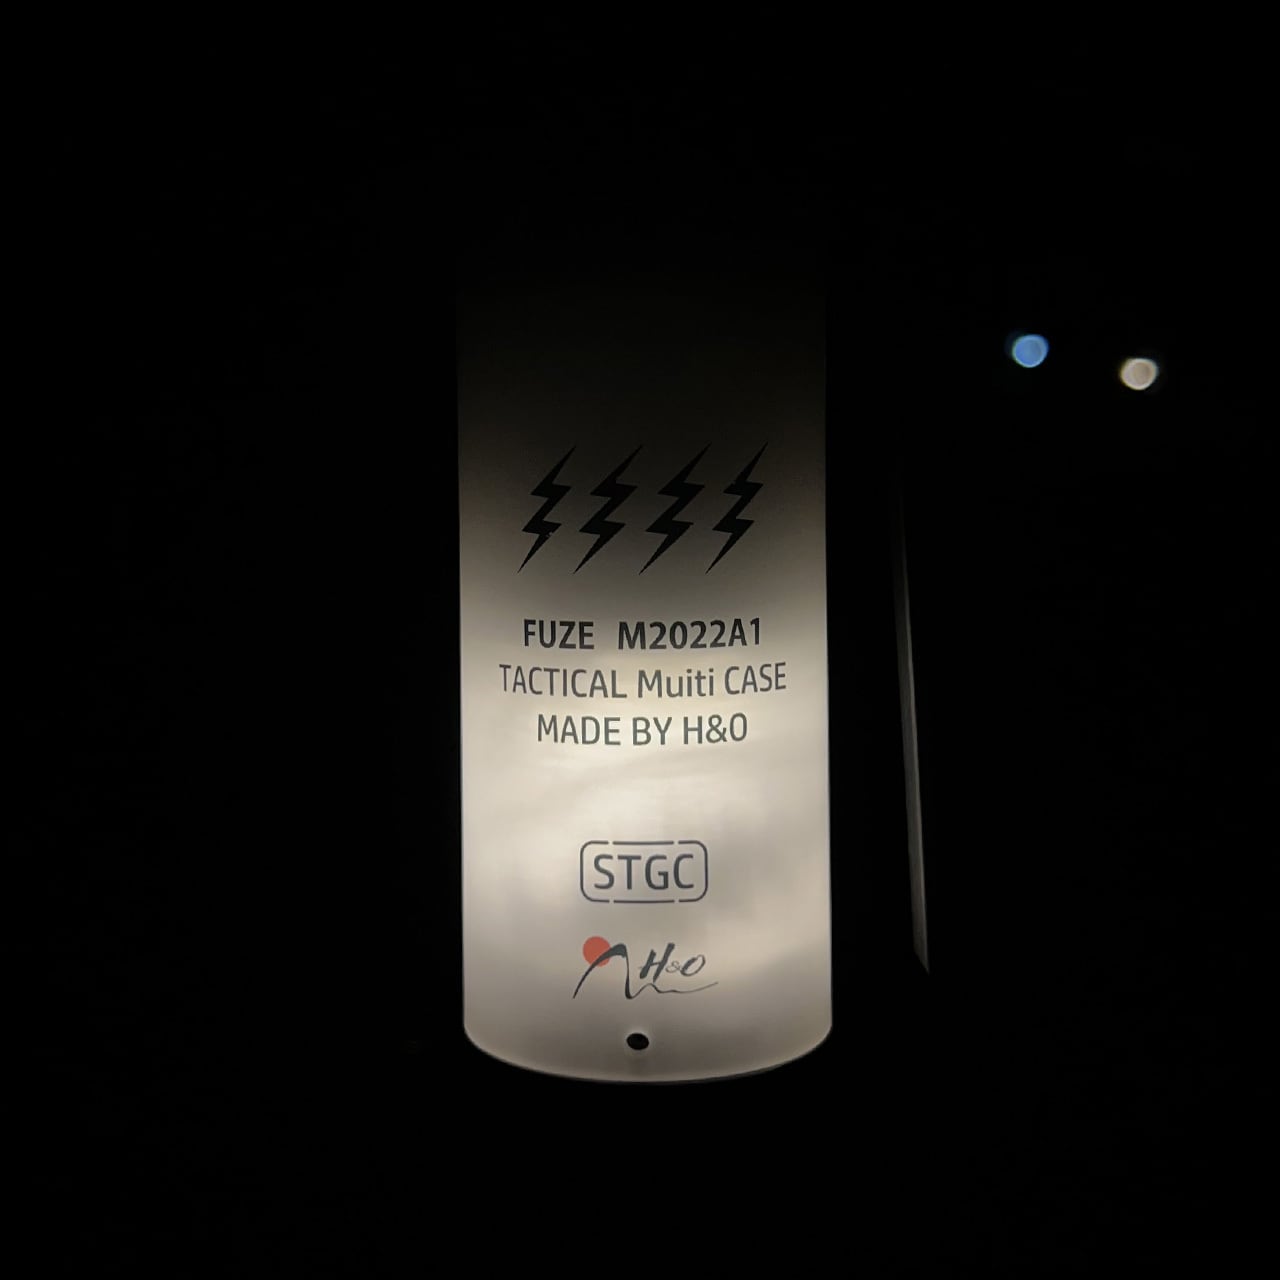 FUZE M2022A1
TACTICAL Muiti CASE
MADE BY H&O
STGC
H&O